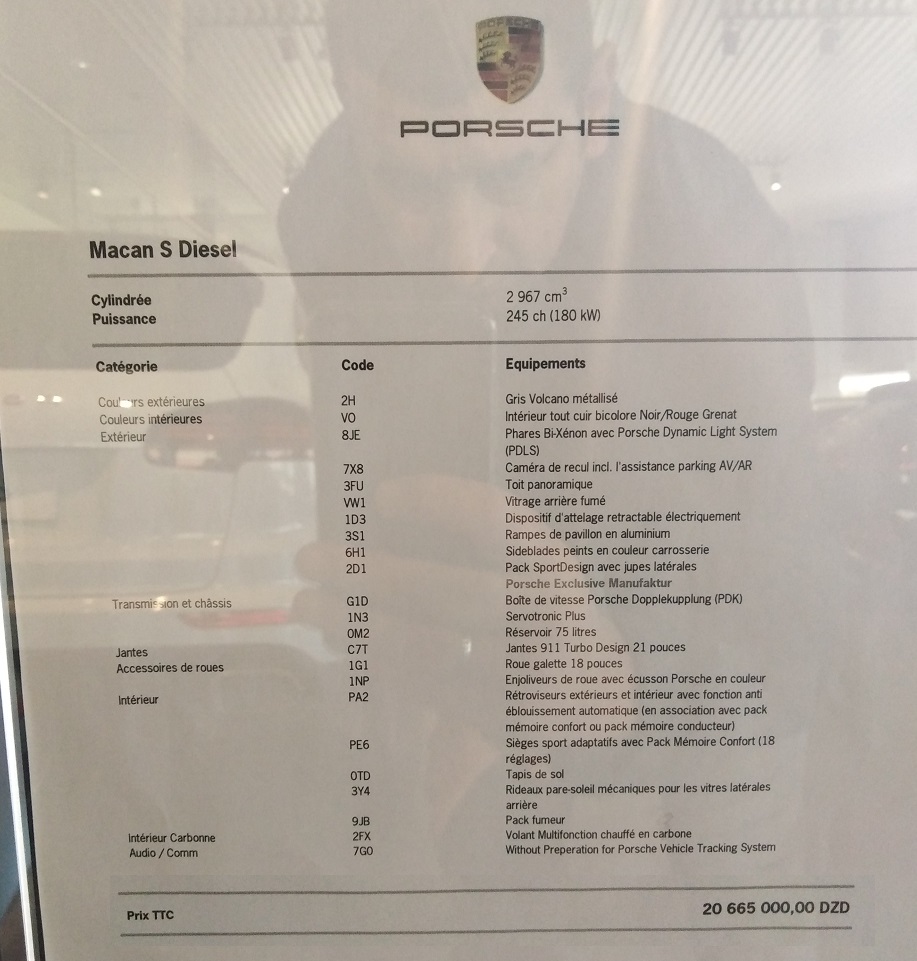 PORSCHE
PORSCHE
Macan S Diesel
Cylindrée 2 967 cm³
Puissance 245 ch (180 kW)
Catégorie Code Equipements
Couleurs extérieures 2H Gris Volcano métallisé
Couleurs intérieures VO Intérieur tout cuir bicolore Noir/Rouge Grenat
Extérieur 8JE Phares Bi-Xénon avec Porsche Dynamic Light System
(PDLS)
7X8 Caméra de recul incl. l'assistance parking AV/AR
3FU Toit panoramique
VW1 Vitrage arrière fumé
1D3 Dispositif d'attelage retractable électriquement
3S1 Rampes de pavillon en aluminium
6H1 Sideblades peints en couleur carrosserie
2D1 Pack SportDesign avec jupes latérales
Porsche Exclusive Manufaktur
Transmission et châssis G1D Boîte de vitesse Porsche Dopplekupplung (PDK)
1N3 Servotronic Plus
0M2 Réservoir 75 litres
Jantes C7T Jantes 911 Turbo Design 21 pouces
Accessoires de roues 1G1 Roue galette 18 pouces
1NP Enjoliveurs de roue avec écusson Porsche en couleur
Intérieur PA2 Rétroviseurs extérieurs et intérieur avec fonction anti
éblouissement automatique (en association avec pack
mémoire confort ou pack mémoire conducteur)
PE6 Sièges sport adaptatifs avec Pack Mémoire Confort (18
réglages)
0TD Tapis de sol
3Y4 Rideaux pare-soleil mécaniques pour les vitres latérales
arrière
9JB Pack fumeur
Intérieur Carbonne 2FX Volant Multifonction chauffé en carbone
Audio / Comm 7G0 Without Preperation for Porsche Vehicle Tracking System
Prix TTC 20 665 000,00 DZD